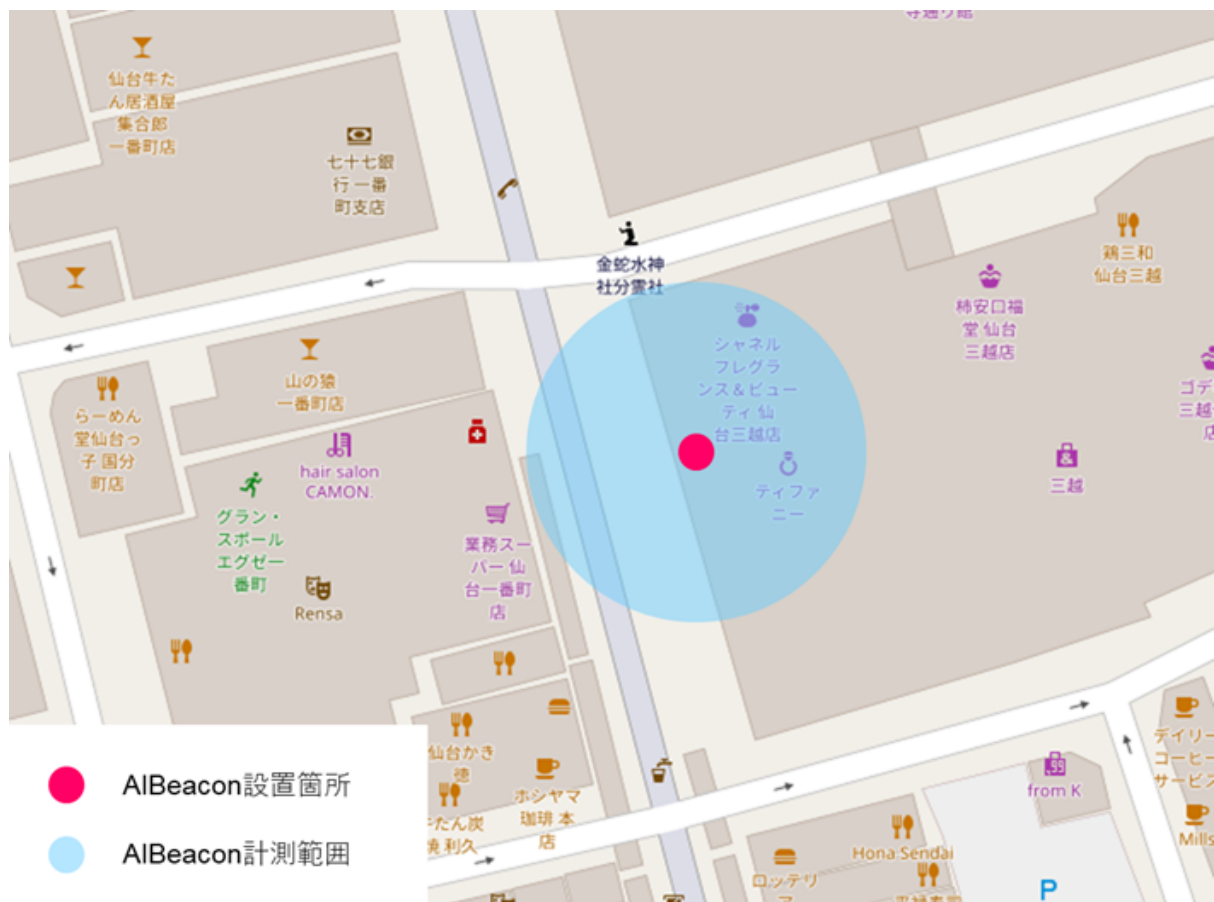 寺通り館
仙台牛た
ん居酒屋
集合郎
一番町店
七十七銀
行 一番
町支店
金蛇水神
社分霊社
鶏三和
仙台三越
柿安口福
堂 仙台
三越店
シャネル
フレグラ
ンス&ビュー
ティ 仙
台三越店
ティファ
ニー
三越
ゴデ
三越
店
山の猿
一番町店
らーめん
堂仙台っ
子 国分
町店
hair salon
CAMON.
グラン・
スポール
エグゼ一
番町
業務スー
パー 仙
台一番町
店
Rensa
仙台かき
徳
たん炭
焼 利久
ホシヤマ
珈琲 本
店
from K
デイリー
コーヒー
サービス
Mills
Hona Sendai
ロッテリ
ア
P
AIBeacon設置箇所
AIBeacon計測範囲